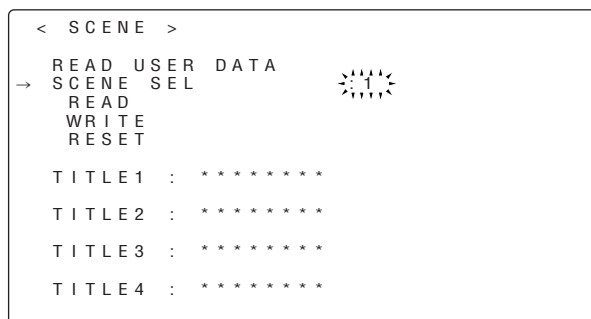 < SCENE >
READ USER DATA
→ SCENE SEL :1
READ
WRITE
RESET
TITLE1 : ********
TITLE2 : ********
TITLE3 : ********
TITLE4 : ********